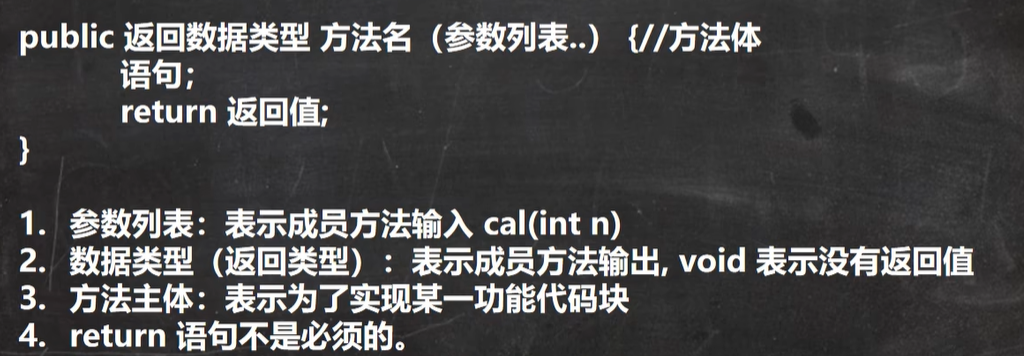 public 返回数据类型 方法名（参数列表..） {//方法体
语句；
return 返回值;
}
1. 参数列表：表示成员方法输入 cal(int n)
2. 数据类型（返回类型）：表示成员方法输出, void 表示没有返回值
3. 方法主体：表示为了实现某一功能代码块
4. return 语句不是必须的。